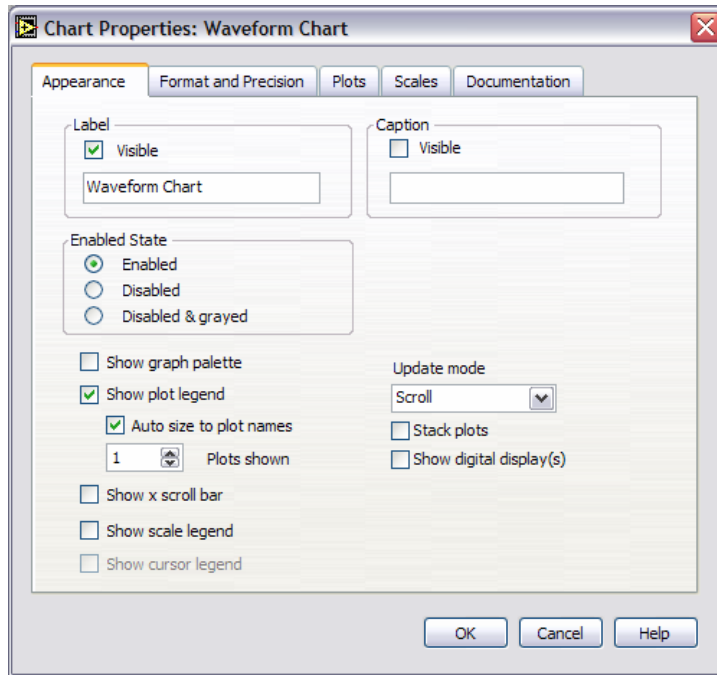 Chart Properties: Waveform Chart
Appearance
Format and Precision
Plots
Scales
Documentation
Label
Visible
Waveform Chart
Caption
Visible
Enabled State
Enabled
Disabled
Disabled & grayed
Show graph palette
Show plot legend
Auto size to plot names
1
Plots shown
Show x scroll bar
Show scale legend
Show cursor legend
Update mode
Scroll
Stack plots
Show digital display(s)
OK
Cancel
Help